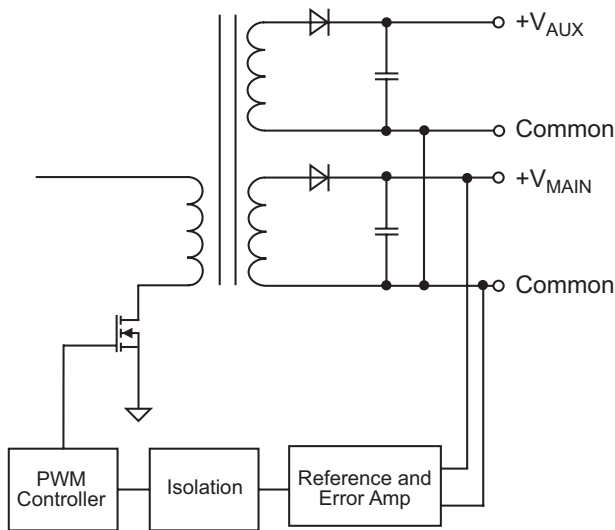 +VAUX
Common
+VMAIN
Common
PWM
Controller
Isolation
Reference and
Error Amp